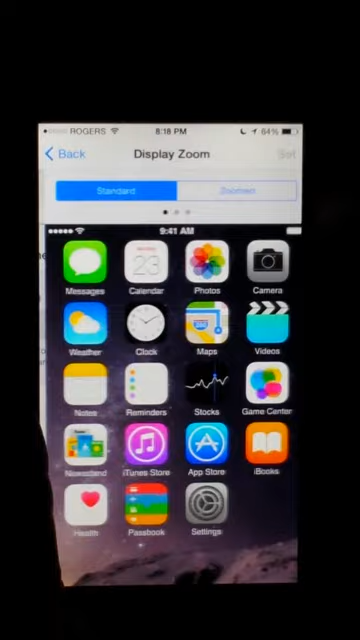 ROGERS 8:18 PM 64%
Back Display Zoom Set
Standard Zoomed
9:41 AM
23
Messages Calendar Photos Camera
Weather Clock Maps Videos
280
Notes Reminders Stocks Game Center
Newsstand iTunes Store App Store iBooks
Health Passbook Settings